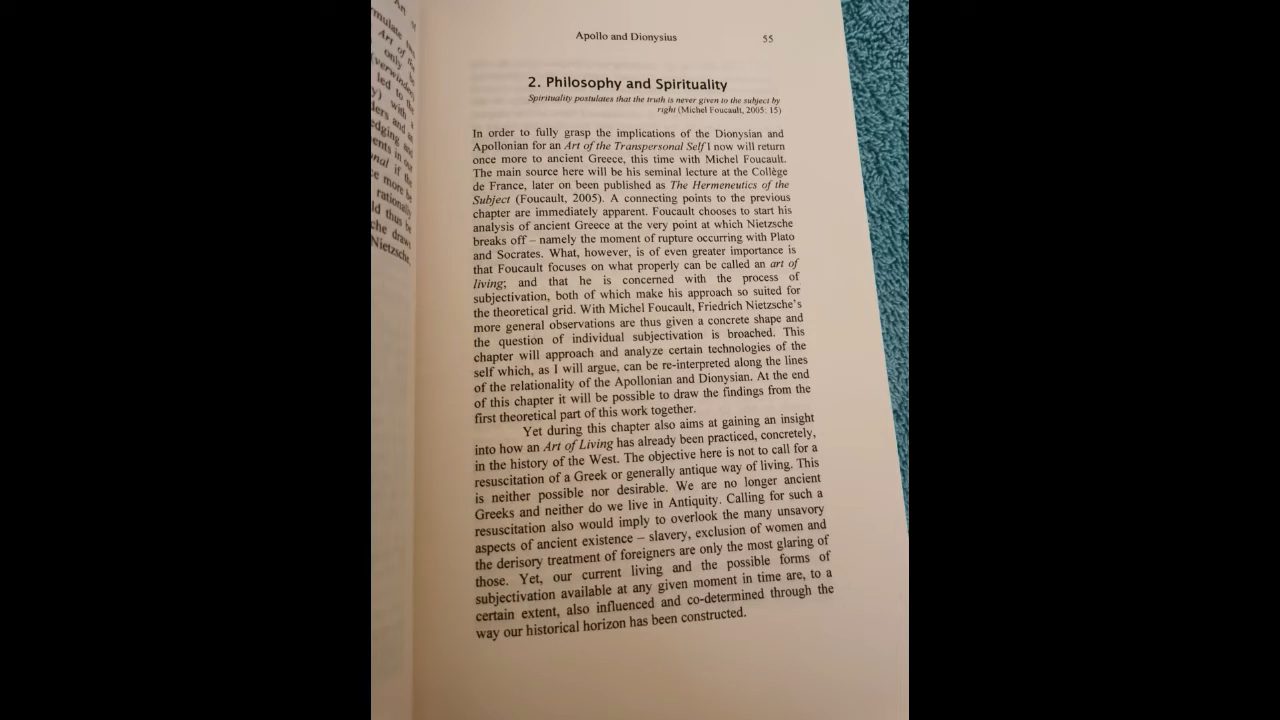 Apollo and Dionysius 55
2. Philosophy and Spirituality
Spirituality postulates that the truth is never given to the subject by
right (Michel Foucault, 2005: 15)
In order to fully grasp the implications of the Dionysian and
Apollonian for an Art of the Transpersonal Self I now will return
once more to ancient Greece, this time with Michel Foucault.
The main source here will be his seminal lecture at the Collège
de France, later on been published as The Hermeneutics of the
Subject (Foucault, 2005). A connecting points to the previous
chapter are immediately apparent. Foucault chooses to start his
analysis of ancient Greece at the very point at which Nietzsche
breaks off – namely the moment of rupture occurring with Plato
and Socrates. What, however, is of even greater importance is
that Foucault focuses on what properly can be called an art of
living; and that he is concerned with the process of
subjectivation, both of which make his approach so suited for
the theoretical grid. With Michel Foucault, Friedrich Nietzsche's
more general observations are thus given a concrete shape and
the question of individual subjectivation is broached. This
chapter will approach and analyze certain technologies of the
self which, as I will argue, can be re-interpreted along the lines
of the relationality of the Apollonian and Dionysian. At the end
of this chapter it will be possible to draw the findings from the
first theoretical part of this work together.
Yet during this chapter also aims at gaining an insight
into how an Art of Living has already been practiced, concretely,
in the history of the West. The objective here is not to call for a
resuscitation of a Greek or generally antique way of living. This
is neither possible nor desirable. We are no longer ancient
Greeks and neither do we live in Antiquity. Calling for such a
resuscitation also would imply to overlook the many unsavory
aspects of ancient existence – slavery, exclusion of women and
the derisory treatment of foreigners are only the most glaring of
those. Yet, our current living and the possible forms of
subjectivation available at any given moment in time are, to a
certain extent, also influenced and co-determined through the
way our historical horizon has been constructed.